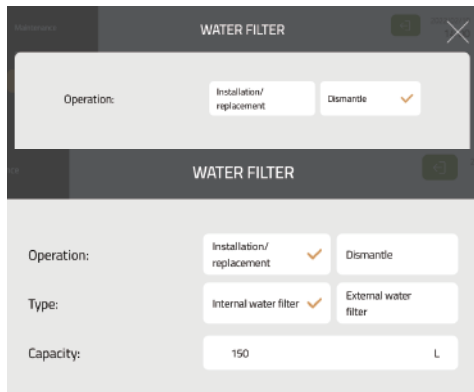 Maintenance
WATER FILTER
Operation:
Installation/
replacement
Dismantle
WATER FILTER
Operation:
Installation/
replacement
Dismantle
Type:
Internal water filter
External water
filter
Capacity:
150
L